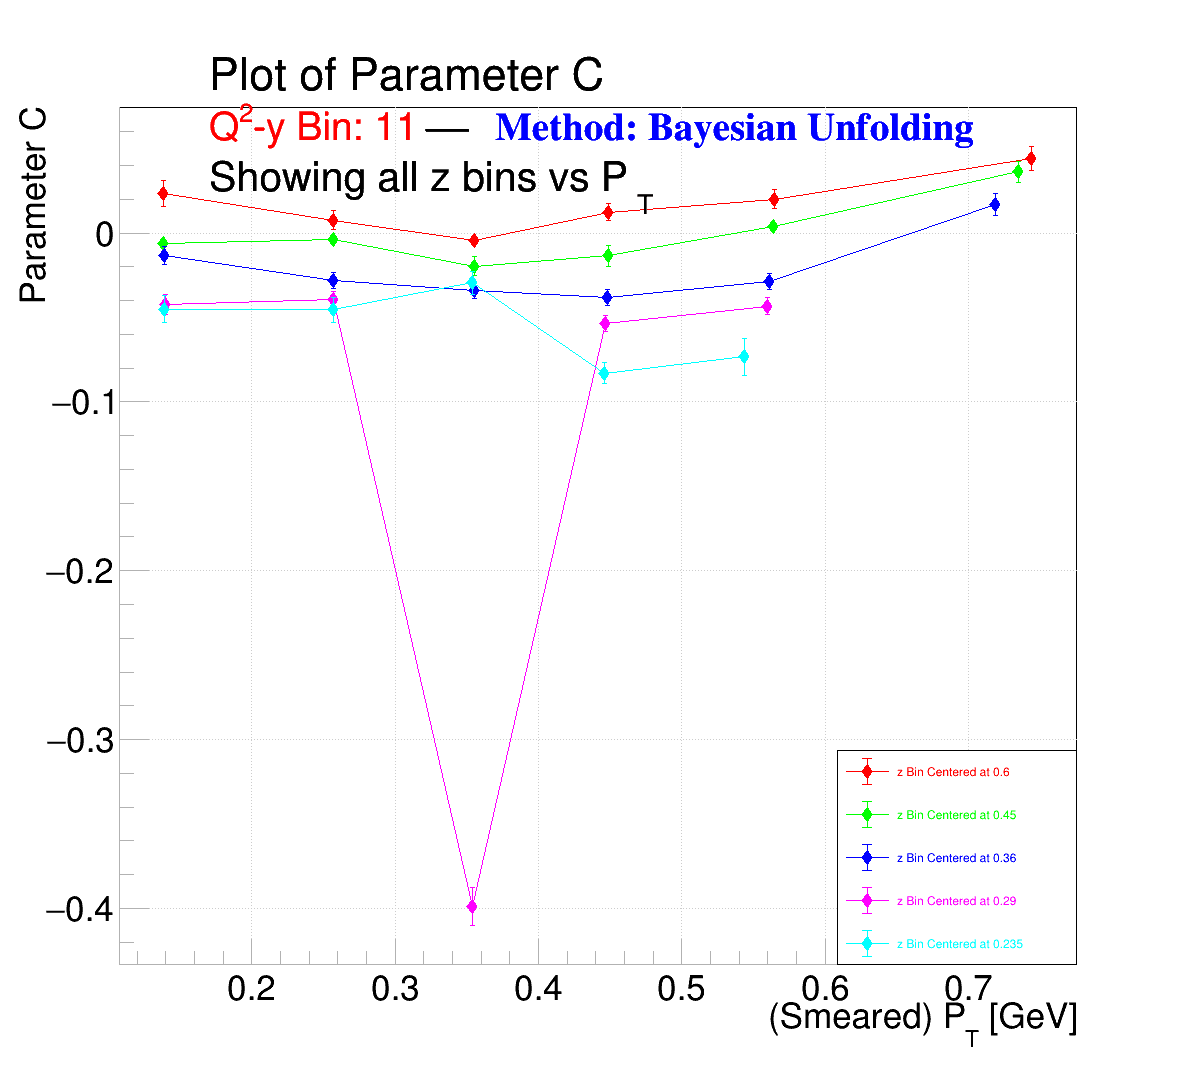 Plot of Parameter C
Q²-y Bin: 11 — Method: Bayesian Unfolding
Showing all z bins vs P_T
Parameter C
0
−0.1
−0.2
−0.3
−0.4
z Bin Centered at 0.6
z Bin Centered at 0.45
z Bin Centered at 0.36
z Bin Centered at 0.29
z Bin Centered at 0.235
0.2 0.3 0.4 0.5 0.6 0.7
(Smeared) P_T [GeV]